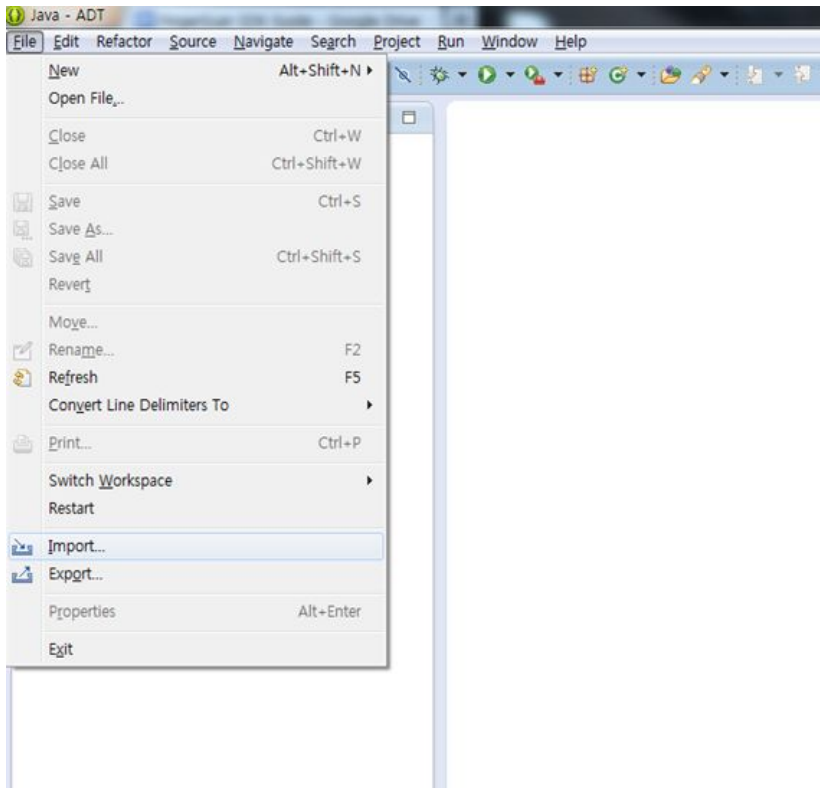 Java - ADT
File Edit Refactor Source Navigate Search Project Run Window Help
New Alt+Shift+N
Open File...
Close Ctrl+W
Close All Ctrl+Shift+W
Save Ctrl+S
Save As...
Save All Ctrl+Shift+S
Revert
Move...
Rename... F2
Refresh F5
Convert Line Delimiters To
Print... Ctrl+P
Switch Workspace
Restart
Import...
Export...
Properties Alt+Enter
Exit